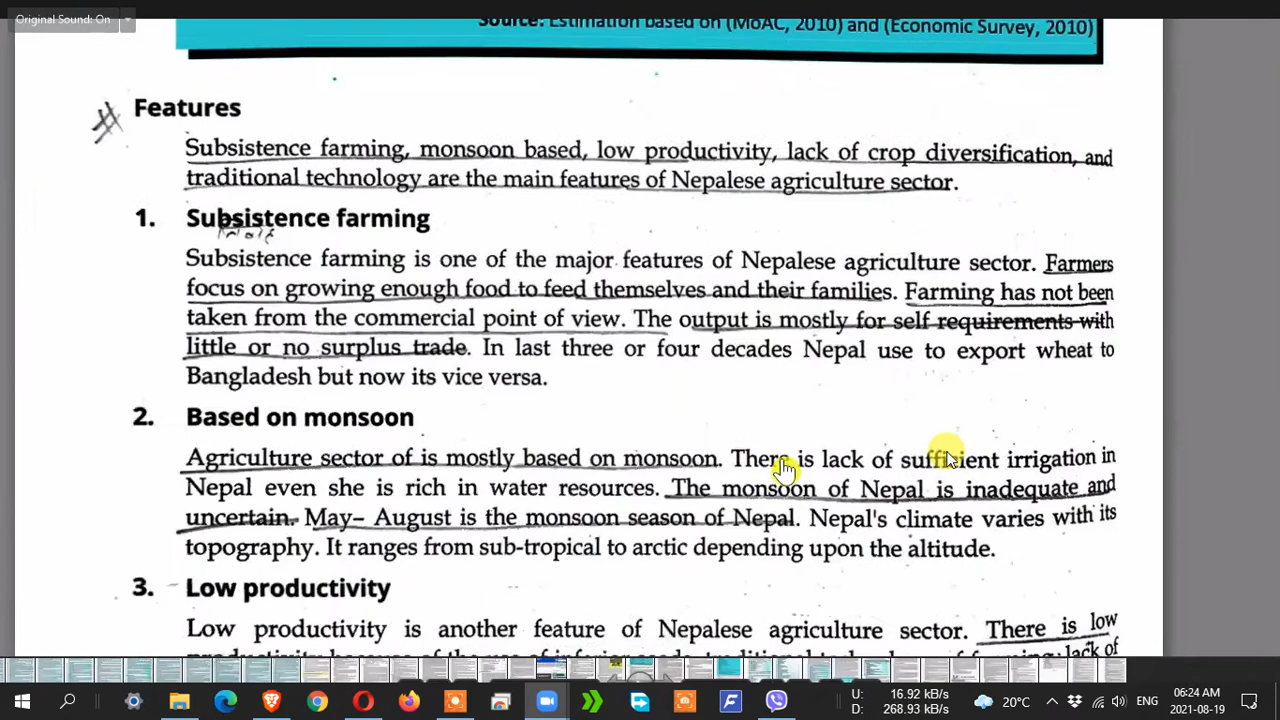 Original Sound: On
Source: Estimation based on (MoAC, 2010) and (Economic Survey, 2010)
Features
Subsistence farming, monsoon based, low productivity, lack of crop diversification, and
traditional technology are the main features of Nepalese agriculture sector.
1. Subsistence farming
Subsistence farming is one of the major features of Nepalese agriculture sector. Farmers
focus on growing enough food to feed themselves and their families. Farming has not been
taken from the commercial point of view. The output is mostly for self requirements with
little or no surplus trade. In last three or four decades Nepal use to export wheat to
Bangladesh but now its vice versa.
2. Based on monsoon
Agriculture sector of is mostly based on monsoon. There is lack of sufficient irrigation in
Nepal even she is rich in water resources. The monsoon of Nepal is inadequate and
uncertain. May– August is the monsoon season of Nepal. Nepal's climate varies with its
topography. It ranges from sub-tropical to arctic depending upon the altitude.
3. Low productivity
Low productivity is another feature of Nepalese agriculture sector. There is low
lack of
U: 16.92 kB/s
D: 268.93 kB/s
20°C
ENG
06:24 AM
2021-08-19